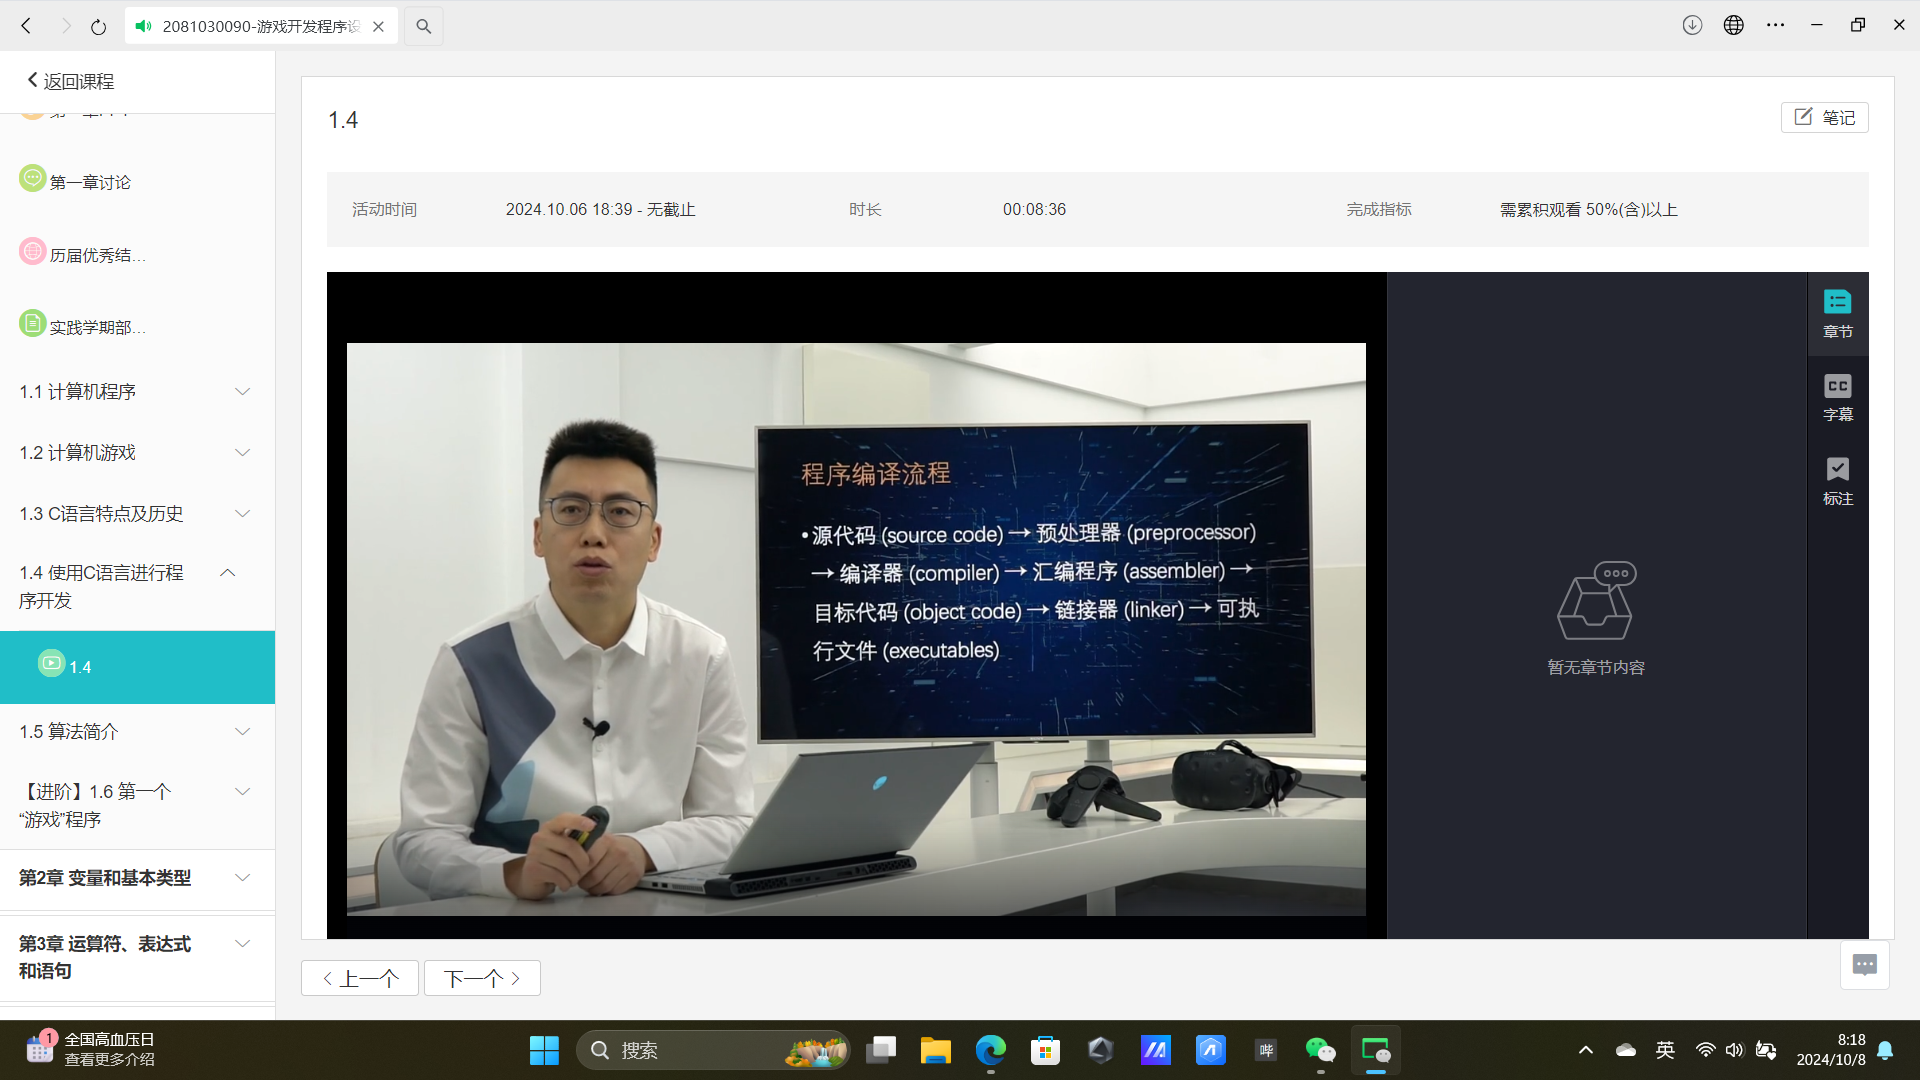 2081030090-游戏开发程序设
返回课程
第一章讨论
历届优秀结…
实践学期部…
1.1 计算机程序
1.2 计算机游戏
1.3 C语言特点及历史
1.4 使用C语言进行程
序开发
1.4
1.5 算法简介
【进阶】1.6 第一个
“游戏”程序
第2章 变量和基本类型
第3章 运算符、表达式
和语句
1.4
笔记
活动时间
2024.10.06 18:39 - 无截止
时长
00:08:36
完成指标
需累积观看 50%(含)以上
程序编译流程
•源代码 (source code) → 预处理器 (preprocessor)
→ 编译器 (compiler) → 汇编程序 (assembler) →
目标代码 (object code) → 链接器 (linker) → 可执
行文件 (executables)
章节
CC
字幕
标注
暂无章节内容
上一个
下一个
1
全国高血压日
查看更多介绍
搜索
哔
英
8:18
2024/10/8